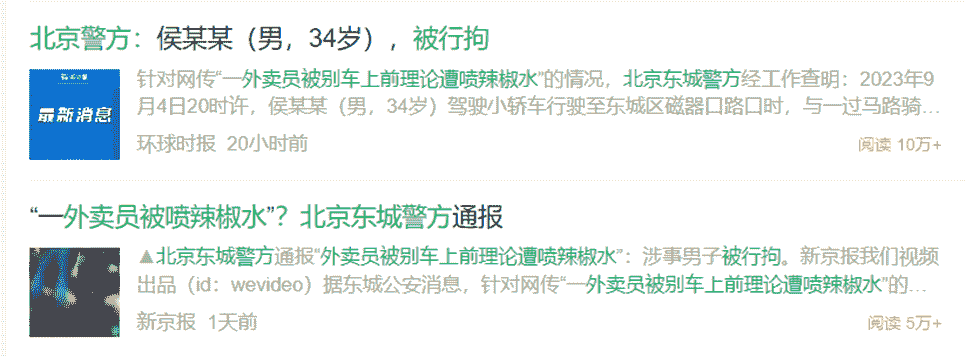 北京警方：侯某某（男，34岁），被行拘
最新消息
针对网传“一外卖员被别车上前理论遭喷辣椒水”的情况，北京东城警方经工作查明：2023年9
月4日20时许，侯某某（男，34岁）驾驶小轿车行驶至东城区磁器口路口时，与一过马路骑…
环球时报 20小时前
阅读 10万+
“一外卖员被喷辣椒水”？北京东城警方通报
▲北京东城警方通报“外卖员被别车上前理论遭喷辣椒水”：涉事男子被行拘。新京报我们视频
出品（id：wevideo）据东城公安消息，针对网传“一外卖员被别车上前理论遭喷辣椒水”的…
新京报 1天前
阅读 5万+